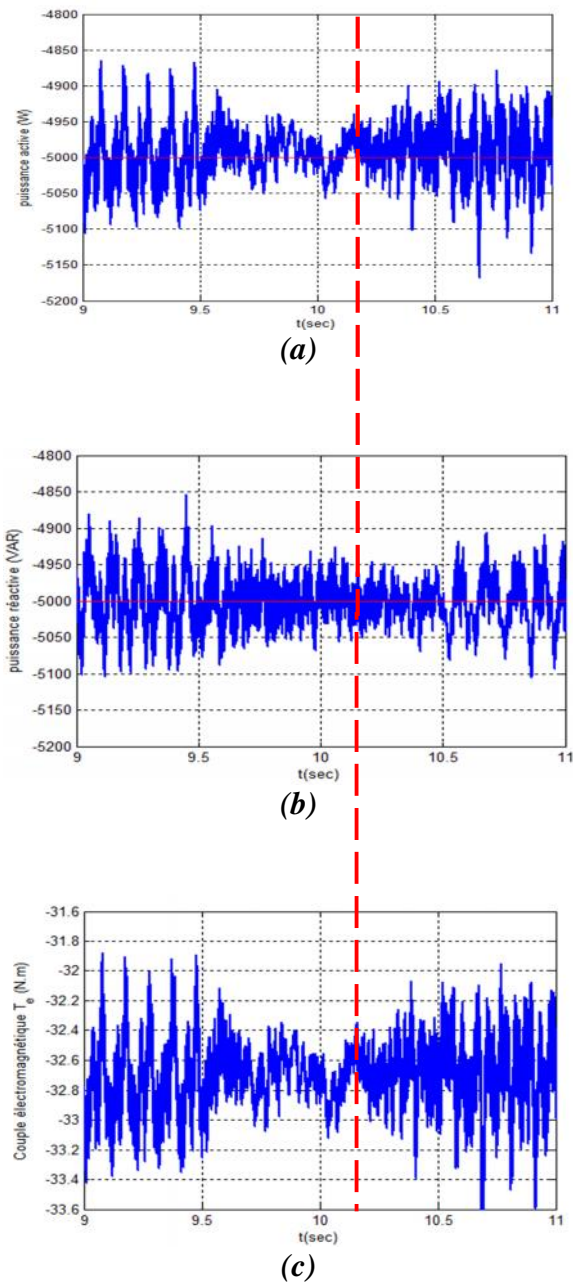 -4800
-4850
-4900
-4950
-5000
-5050
-5100
-5150
-5200
puissance active (W)
9 9.5 10 10.5 11
t(sec)
(a)
-4800
-4850
-4900
-4950
-5000
-5050
-5100
-5150
-5200
puissance réactive (VAR)
9 9.5 10 10.5 11
t(sec)
(b)
-31.6
-31.8
-32
-32.2
-32.4
-32.6
-32.8
-33
-33.2
-33.4
-33.6
Couple électromagnétique T_e (N.m)
9 9.5 10 10.5 11
t(sec)
(c)